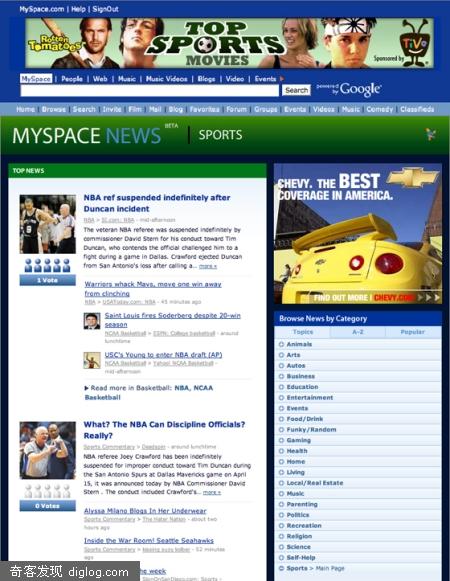 MySpace.com | Help | SignOut
Rotten Tomatoes
TOP SPORTS MOVIES
Sponsored by TiVo
MySpace | People | Web | Music | Music Videos | Blogs | Video | Events
Search
powered by Google
Home | Browse | Search | Invite | Film | Mail | Blog | Favorites | Forum | Groups | Events | Videos | Music | Comedy | Classifieds
MYSPACE NEWS BETA | SPORTS
TOP NEWS
NBA ref suspended indefinitely after
Duncan incident
NBA > SI.com: NBA - mid-afternoon
The veteran NBA referee was suspended indefinitely by
commissioner David Stern for his conduct toward Tim
Duncan, who contends the official challenged him to a
fight during a game in Dallas. Crawford ejected Duncan
from San Antonio's loss after calling a... more »
1 Votes
Warriors whack Mavs, move one win away
from clinching
NBA > USAToday.com: NBA - 45 minutes ago
Saint Louis fires Soderberg despite 20-win
season
NCAA Basketball > ESPN: College basketball - around
lunchtime
USC's Young to enter NBA draft (AP)
NCAA Basketball > Yahoo! NCAA Basketball -
mid-afternoon
Read more in Basketball: NBA, NCAA
Basketball
What? The NBA Can Discipline Officials?
Really?
Sports Commentary > Deadspin - around lunchtime
NBA referee Joey Crawford has been indefinitely
suspended for improper conduct toward Tim Duncan during
the San Antonio Spurs at Dallas Mavericks game on April
15, it was announced today by NBA Commissioner David
Stern . The conduct included Crawford's... more »
0 Votes
Alyssa Milano Blogs In Her Underwear
Sports Commentary > The Hater Nation - about two
hours ago
Inside the War Room! Seattle Seahawks
Sports Commentary > kissing suzy kolber - 52 minutes
ago
CHEVY. THE BEST
COVERAGE IN AMERICA.
FIND OUT MORE | CHEVY.COM
Browse News by Category
Topics A-Z Popular
Animals
Arts
Autos
Business
Education
Entertainment
Events
Food/Drink
Funky/Random
Gaming
Health
Home
Living
Local/Real Estate
Music
Parenting
Politics
Recreation
Religion
Science
Self-Help
Sports > Main Page
奇客发现 diglog.com